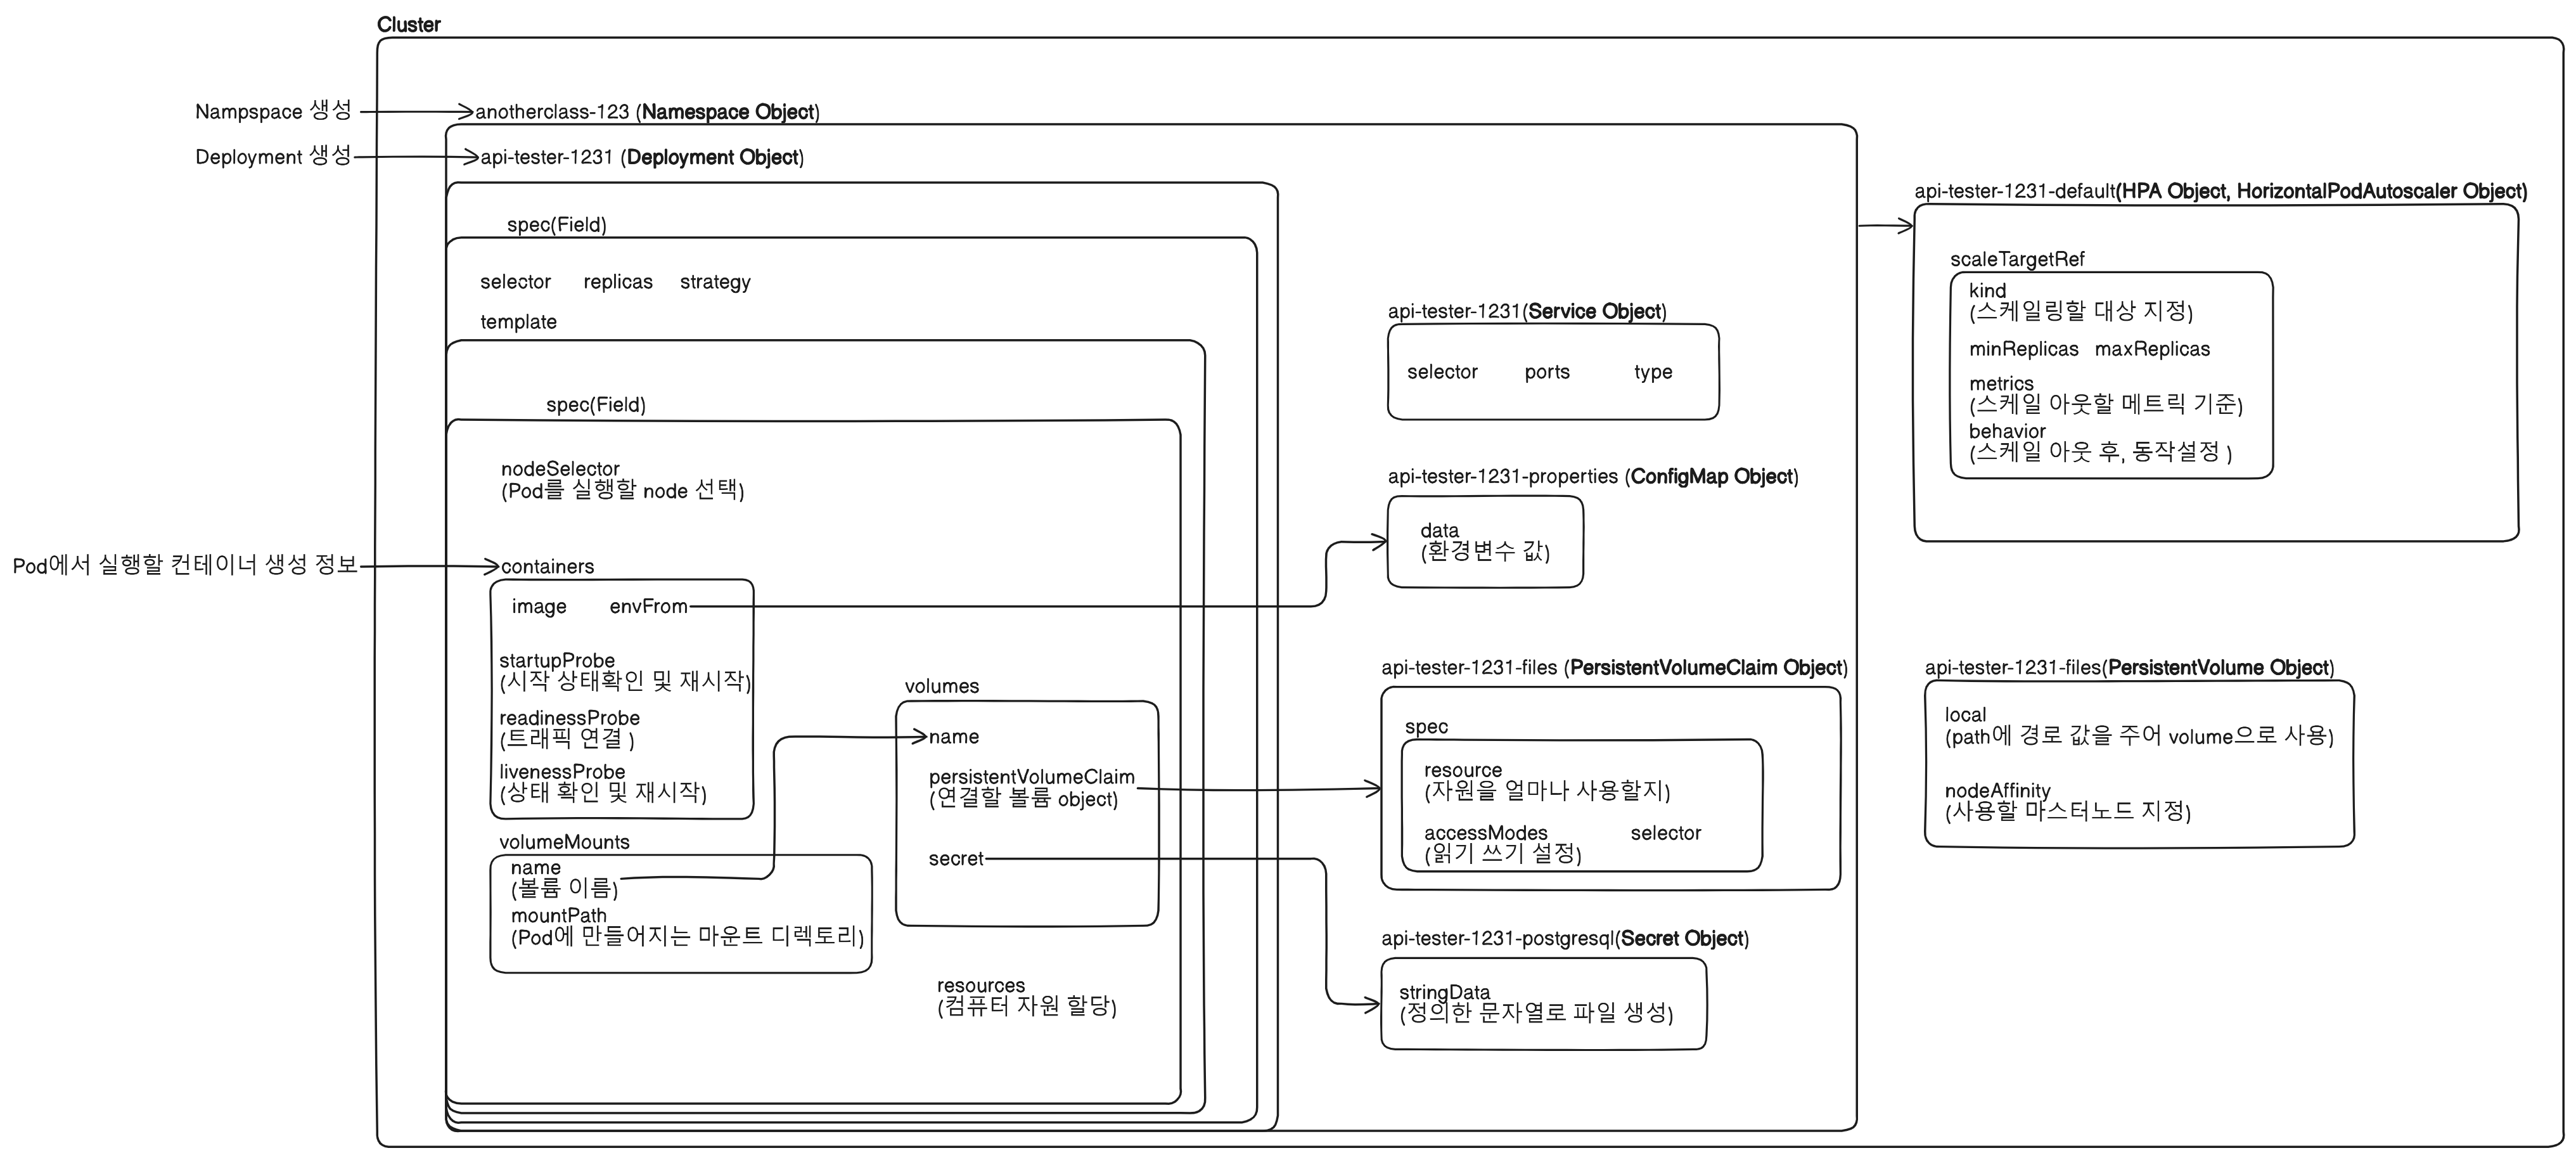 Cluster
Nampspace 생성
anotherclass-123 (Namespace Object)
Deployment 생성
api-tester-1231 (Deployment Object)
spec(Field)
selector replicas strategy
template
spec(Field)
nodeSelector
(Pod를 실행할 node 선택)
Pod에서 실행할 컨테이너 생성 정보
containers
image envFrom
startupProbe
(시작 상태확인 및 재시작)
readinessProbe
(트래픽 연결 )
livenessProbe
(상태 확인 및 재시작)
volumeMounts
name
(볼륨 이름)
mountPath
(Pod에 만들어지는 마운트 디렉토리)
volumes
name
persistentVolumeClaim
(연결할 볼륨 object)
secret
resources
(컴퓨터 자원 할당)
api-tester-1231(Service Object)
selector ports type
api-tester-1231-properties (ConfigMap Object)
data
(환경변수 값)
api-tester-1231-files (PersistentVolumeClaim Object)
spec
resource
(자원을 얼마나 사용할지)
accessModes selector
(읽기 쓰기 설정)
api-tester-1231-postgresql(Secret Object)
stringData
(정의한 문자열로 파일 생성)
api-tester-1231-default(HPA Object, HorizontalPodAutoscaler Object)
scaleTargetRef
kind
(스케일링할 대상 지정)
minReplicas maxReplicas
metrics
(스케일 아웃할 메트릭 기준)
behavior
(스케일 아웃 후, 동작설정 )
api-tester-1231-files(PersistentVolume Object)
local
(path에 경로 값을 주어 volume으로 사용)
nodeAffinity
(사용할 마스터노드 지정)